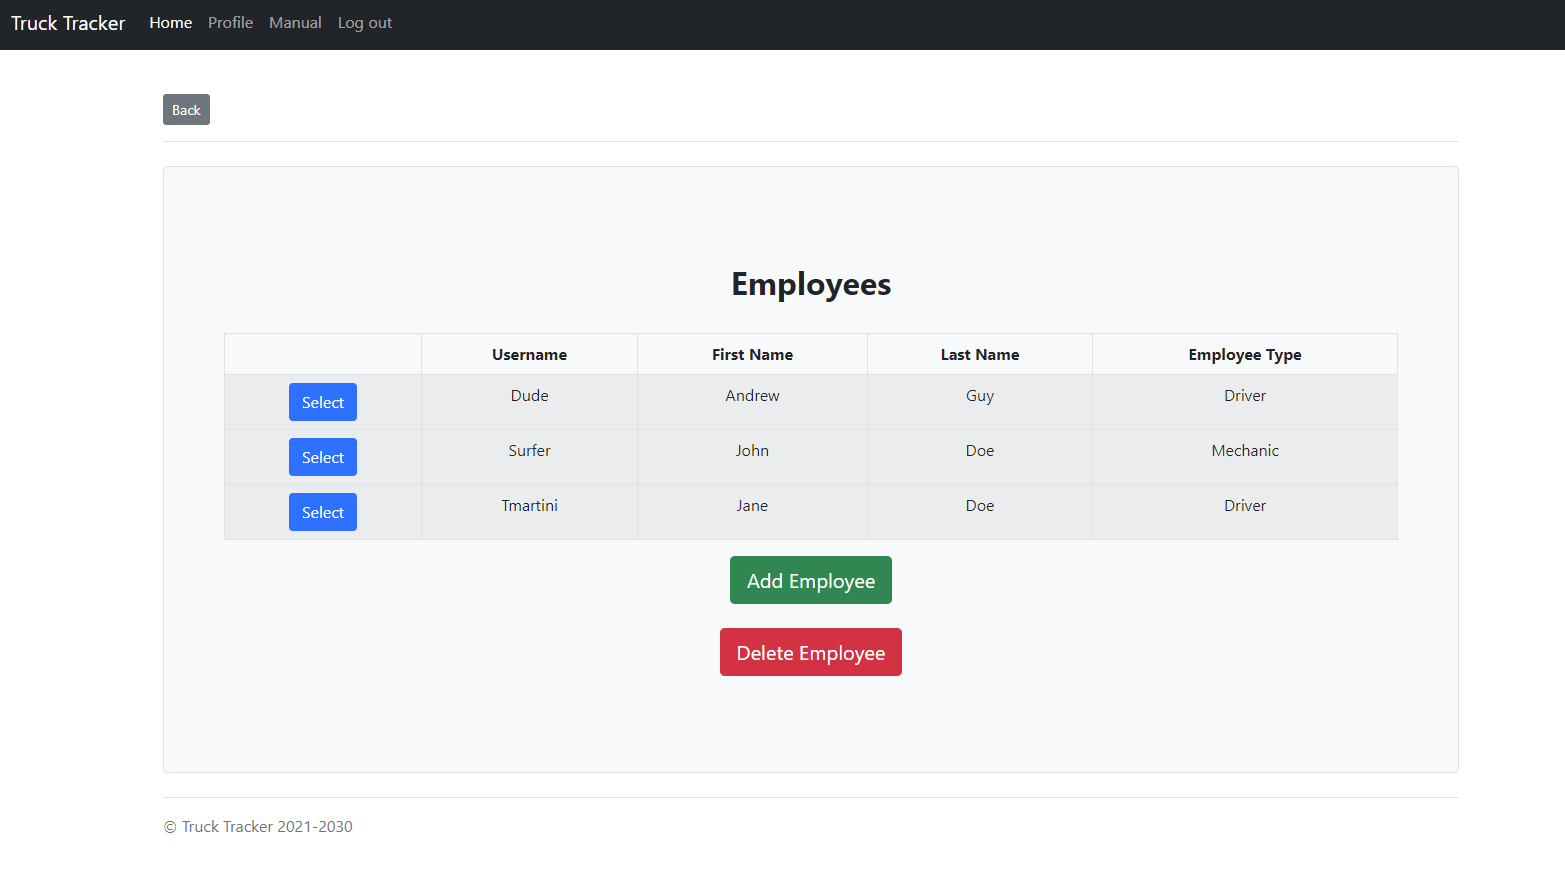 Truck Tracker Home Profile Manual Log out
Back
Employees
Username First Name Last Name Employee Type
Select Dude Andrew Guy Driver
Select Surfer John Doe Mechanic
Select Tmartini Jane Doe Driver
Add Employee
Delete Employee
© Truck Tracker 2021-2030